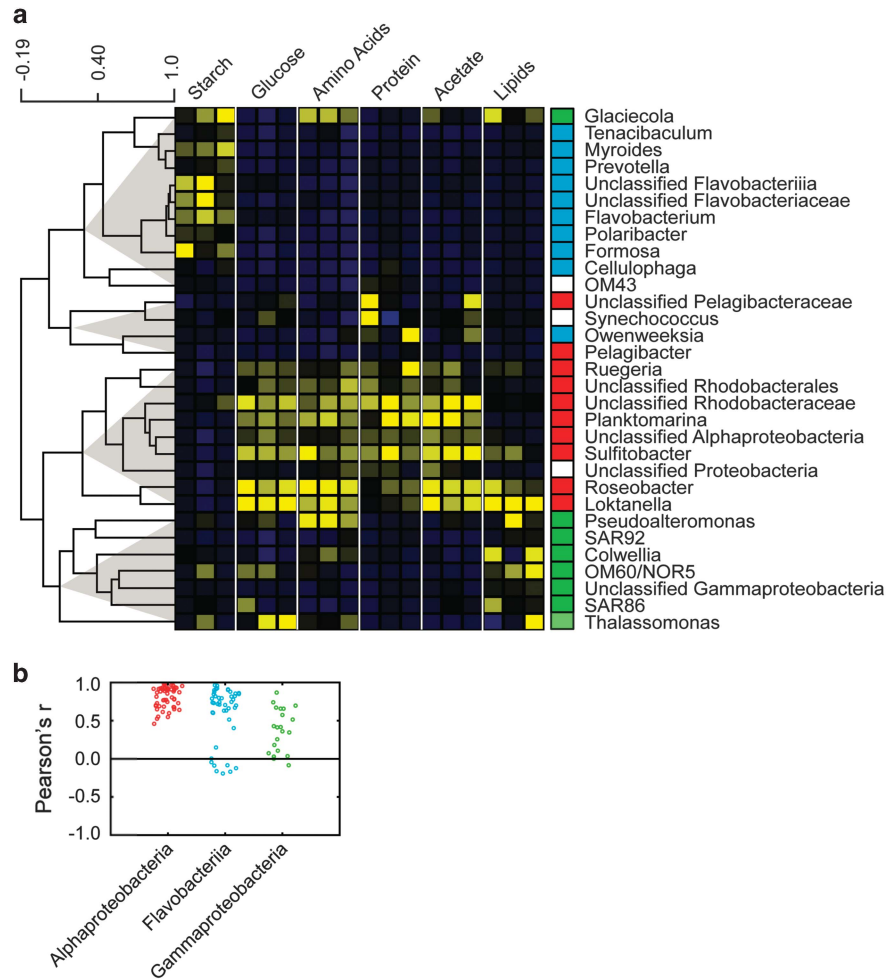 a
-0.19 0.40 1.0
Starch Glucose Amino Acids Protein Acetate Lipids
Glaciecola
Tenacibaculum
Myroides
Prevotella
Unclassified Flavobacteriiia
Unclassified Flavobacteriaceae
Flavobacterium
Polaribacter
Formosa
Cellulophaga
OM43
Unclassified Pelagibacteraceae
Synechococcus
Owenweeksia
Pelagibacter
Ruegeria
Unclassified Rhodobacterales
Unclassified Rhodobacteraceae
Planktomarina
Unclassified Alphaproteobacteria
Sulfitobacter
Unclassified Proteobacteria
Roseobacter
Loktanella
Pseudoalteromonas
SAR92
Colwellia
OM60/NOR5
Unclassified Gammaproteobacteria
SAR86
Thalassomonas
b
Pearson's r
1.0
0.5
0.0
-0.5
-1.0
Alphaproteobacteria
Flavobacteriia
Gammaproteobacteria